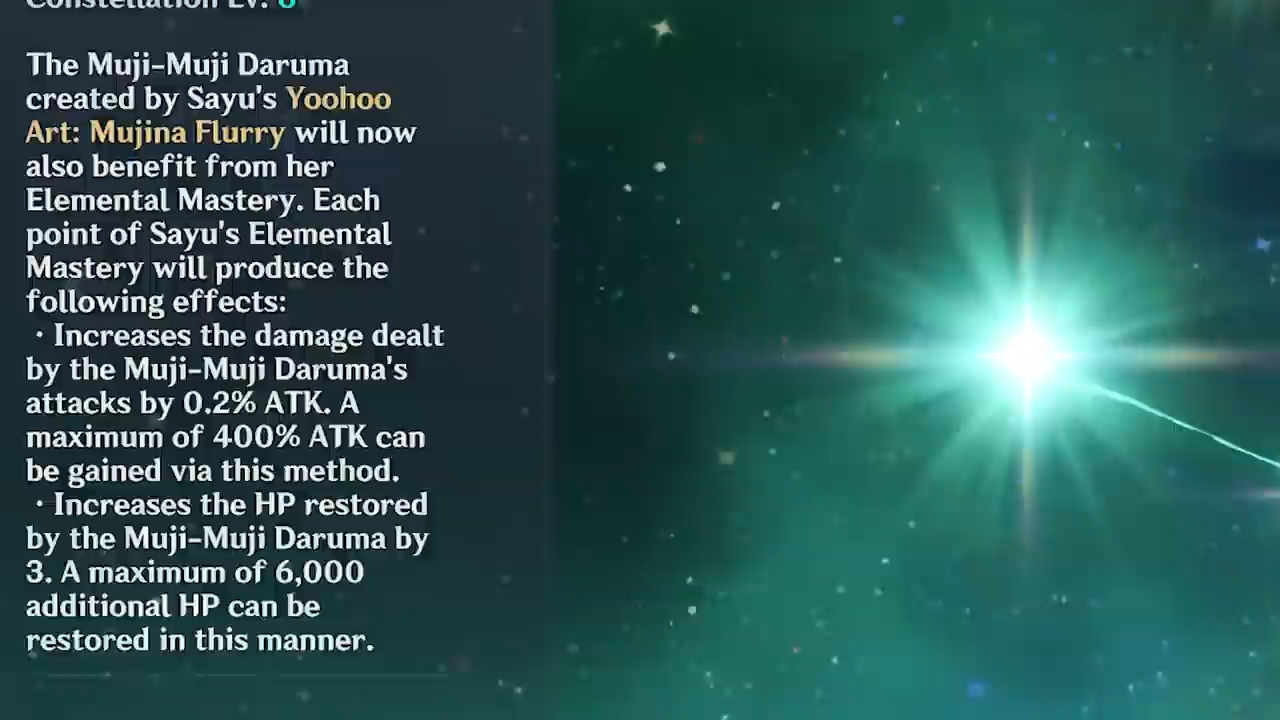 Constellation Lv. 6
The Muji-Muji Daruma
created by Sayu's Yoohoo
Art: Mujina Flurry will now
also benefit from her
Elemental Mastery. Each
point of Sayu's Elemental
Mastery will produce the
following effects:
· Increases the damage dealt
by the Muji-Muji Daruma's
attacks by 0.2% ATK. A
maximum of 400% ATK can
be gained via this method.
· Increases the HP restored
by the Muji-Muji Daruma by
3. A maximum of 6,000
additional HP can be
restored in this manner.